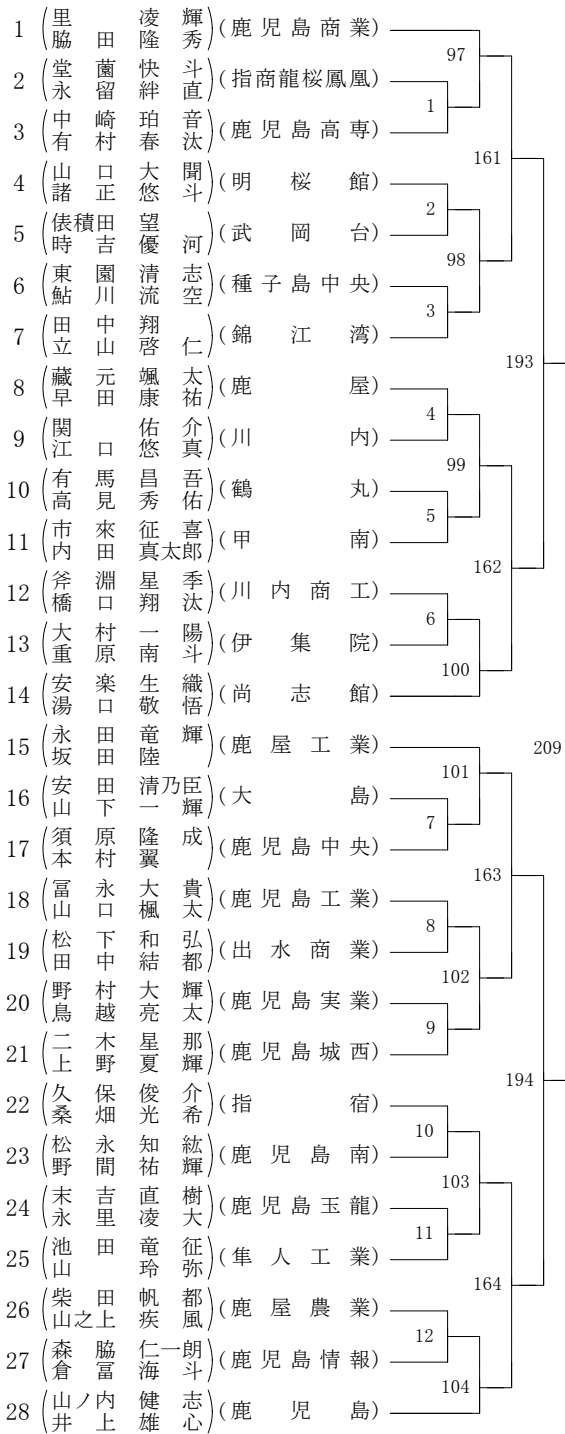 1 里 凌輝 (鹿児島商業)
脇田隆秀
2 堂薗快斗 (指商龍桜鳳凰)
永留絆直
3 中崎珀音 (鹿児島高専)
有村春汰
4 山口大聞 (明桜館)
諸正悠斗
5 俵積田望 (武岡台)
時吉優河
6 東園清志 (種子島中央)
鮎川流空
7 田中翔 (錦江湾)
立山啓仁
8 藏元颯太 (鹿屋)
早田康祐
9 関佑介 (川内)
江口悠真
10 有馬昌吾 (鶴丸)
高見秀佑
11 市來征喜 (甲南)
内田真太郎
12 斧淵星季 (川内商工)
橋口翔汰
13 大村一陽 (伊集院)
重原南斗
14 安楽生織 (尚志館)
湯口敬悟
15 永田竜輝 (鹿屋工業)
坂田陸
16 安田清乃臣 (大島)
山下一輝
17 須原隆成 (鹿児島中央)
本村翼
18 冨永大貴 (鹿児島工業)
山口楓太
19 松下和弘 (出水商業)
田中結都
20 野村大輝 (鹿児島実業)
鳥越亮太
21 二木星那 (鹿児島城西)
上野夏輝
22 久保俊介 (指宿)
桑畑光希
23 松永知紘 (鹿児島南)
野間祐輝
24 末吉直樹 (鹿児島玉龍)
永里凌大
25 池田竜征 (隼人工業)
山玲弥
26 柴田帆都 (鹿屋農業)
山之上疾風
27 森脇仁一朗 (鹿児島情報)
倉冨海斗
28 山ノ内健志 (鹿児島)
井上雄心
97
1
161
2
98
3
193
4
99
5
162
6
100
209
101
7
163
8
102
9
194
10
103
11
164
12
104